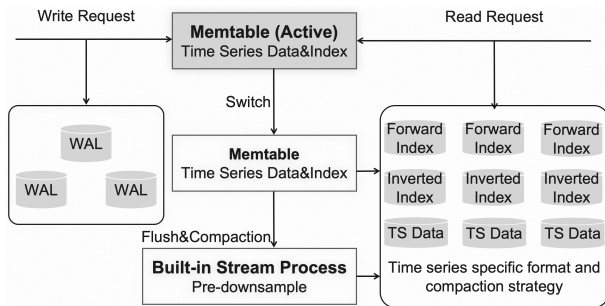 Write Request
Read Request
Memtable (Active)
Time Series Data&Index
Switch
WAL
WAL WAL
Memtable
Time Series Data&Index
Flush&Compaction
Built-in Stream Process
Pre-downsample
Forward Forward Forward
Index Index Index
Inverted Inverted Inverted
Index Index Index
TS Data TS Data TS Data
Time series specific format and
compaction strategy